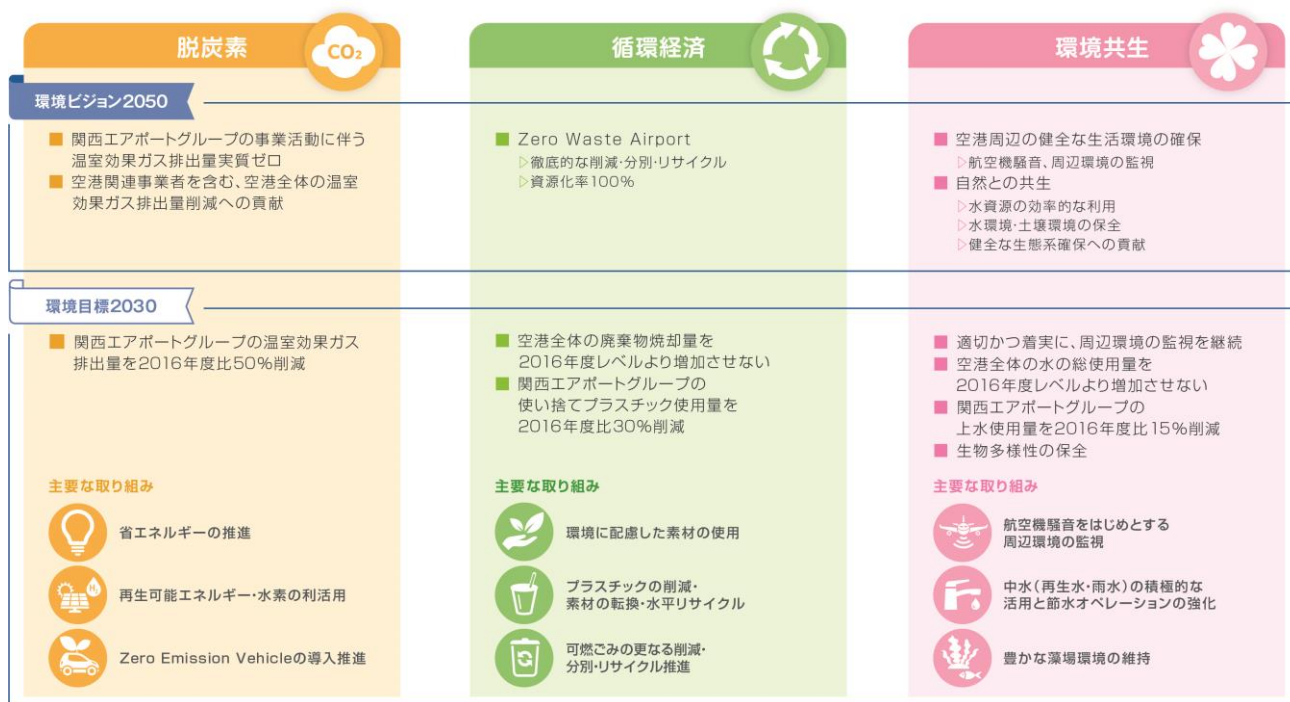 脱炭素
CO₂
循環経済
環境共生
環境ビジョン2050
■ 関西エアポートグループの事業活動に伴う
温室効果ガス排出量実質ゼロ
■ 空港関連事業者を含む、空港全体の温室
効果ガス排出量削減への貢献
■ Zero Waste Airport
▷徹底的な削減・分別・リサイクル
▷資源化率100%
■ 空港周辺の健全な生活環境の確保
▷航空機騒音、周辺環境の監視
■ 自然との共生
▷水資源の効率的な利用
▷水環境・土壌環境の保全
▷健全な生態系確保への貢献
環境目標2030
■ 関西エアポートグループの温室効果ガス
排出量を2016年度比50%削減
主要な取り組み
省エネルギーの推進
H₂
再生可能エネルギー・水素の利活用
Zero Emission Vehicleの導入推進
■ 空港全体の廃棄物焼却量を
2016年度レベルより増加させない
■ 関西エアポートグループの
使い捨てプラスチック使用量を
2016年度比30%削減
主要な取り組み
環境に配慮した素材の使用
プラスチックの削減・
素材の転換・水平リサイクル
可燃ごみの更なる削減・
分別・リサイクル推進
■ 適切かつ着実に、周辺環境の監視を継続
■ 空港全体の水の総使用量を
2016年度レベルより増加させない
■ 関西エアポートグループの
上水使用量を2016年度比15%削減
■ 生物多様性の保全
主要な取り組み
航空機騒音をはじめとする
周辺環境の監視
中水(再生水・雨水)の積極的な
活用と節水オペレーションの強化
豊かな藻場環境の維持